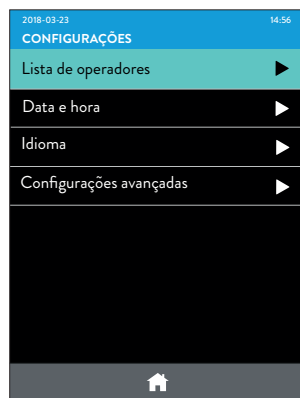 2018-03-23 14:56
CONFIGURAÇÕES
Lista de operadores
Data e hora
Idioma
Configurações avançadas